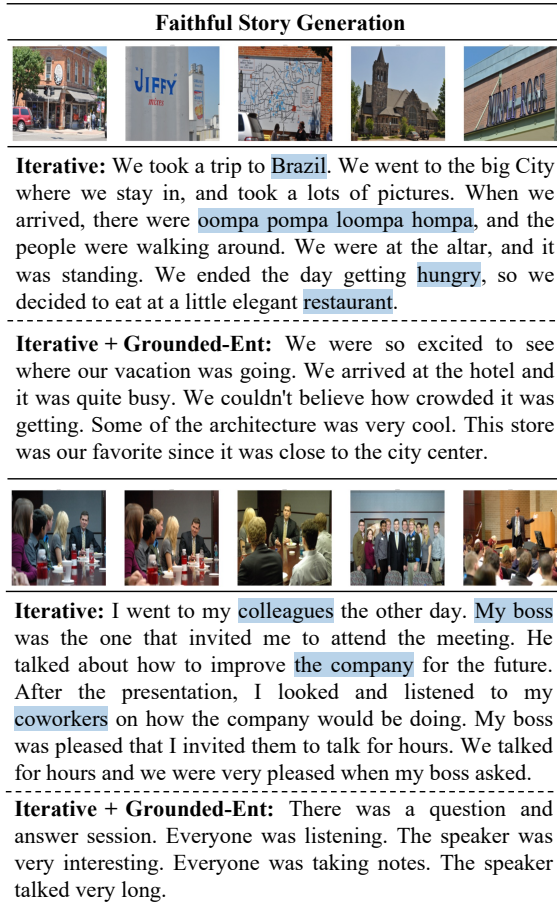 Faithful Story Generation
JIFFY
mixes
Iterative: We took a trip to Brazil. We went to the big City
where we stay in, and took a lots of pictures. When we
arrived, there were oompa pompa loompa hompa, and the
people were walking around. We were at the altar, and it
was standing. We ended the day getting hungry, so we
decided to eat at a little elegant restaurant.
Iterative + Grounded-Ent: We were so excited to see
where our vacation was going. We arrived at the hotel and
it was quite busy. We couldn't believe how crowded it was
getting. Some of the architecture was very cool. This store
was our favorite since it was close to the city center.
Iterative: I went to my colleagues the other day. My boss
was the one that invited me to attend the meeting. He
talked about how to improve the company for the future.
After the presentation, I looked and listened to my
coworkers on how the company would be doing. My boss
was pleased that I invited them to talk for hours. We talked
for hours and we were very pleased when my boss asked.
Iterative + Grounded-Ent: There was a question and
answer session. Everyone was listening. The speaker was
very interesting. Everyone was taking notes. The speaker
talked very long.